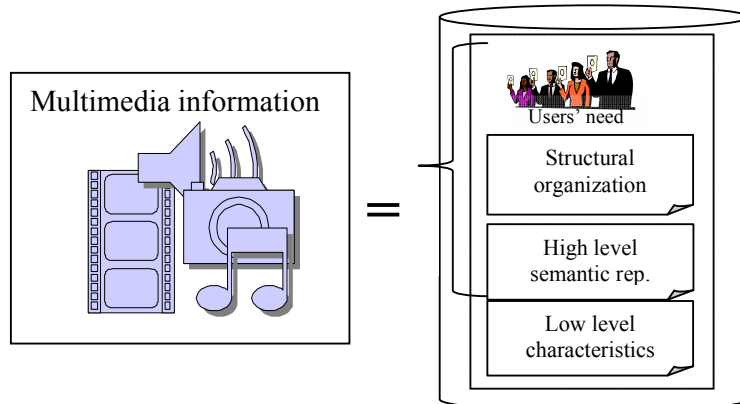 Multimedia information
=
Users' need
Structural
organization
High level
semantic rep.
Low level
characteristics